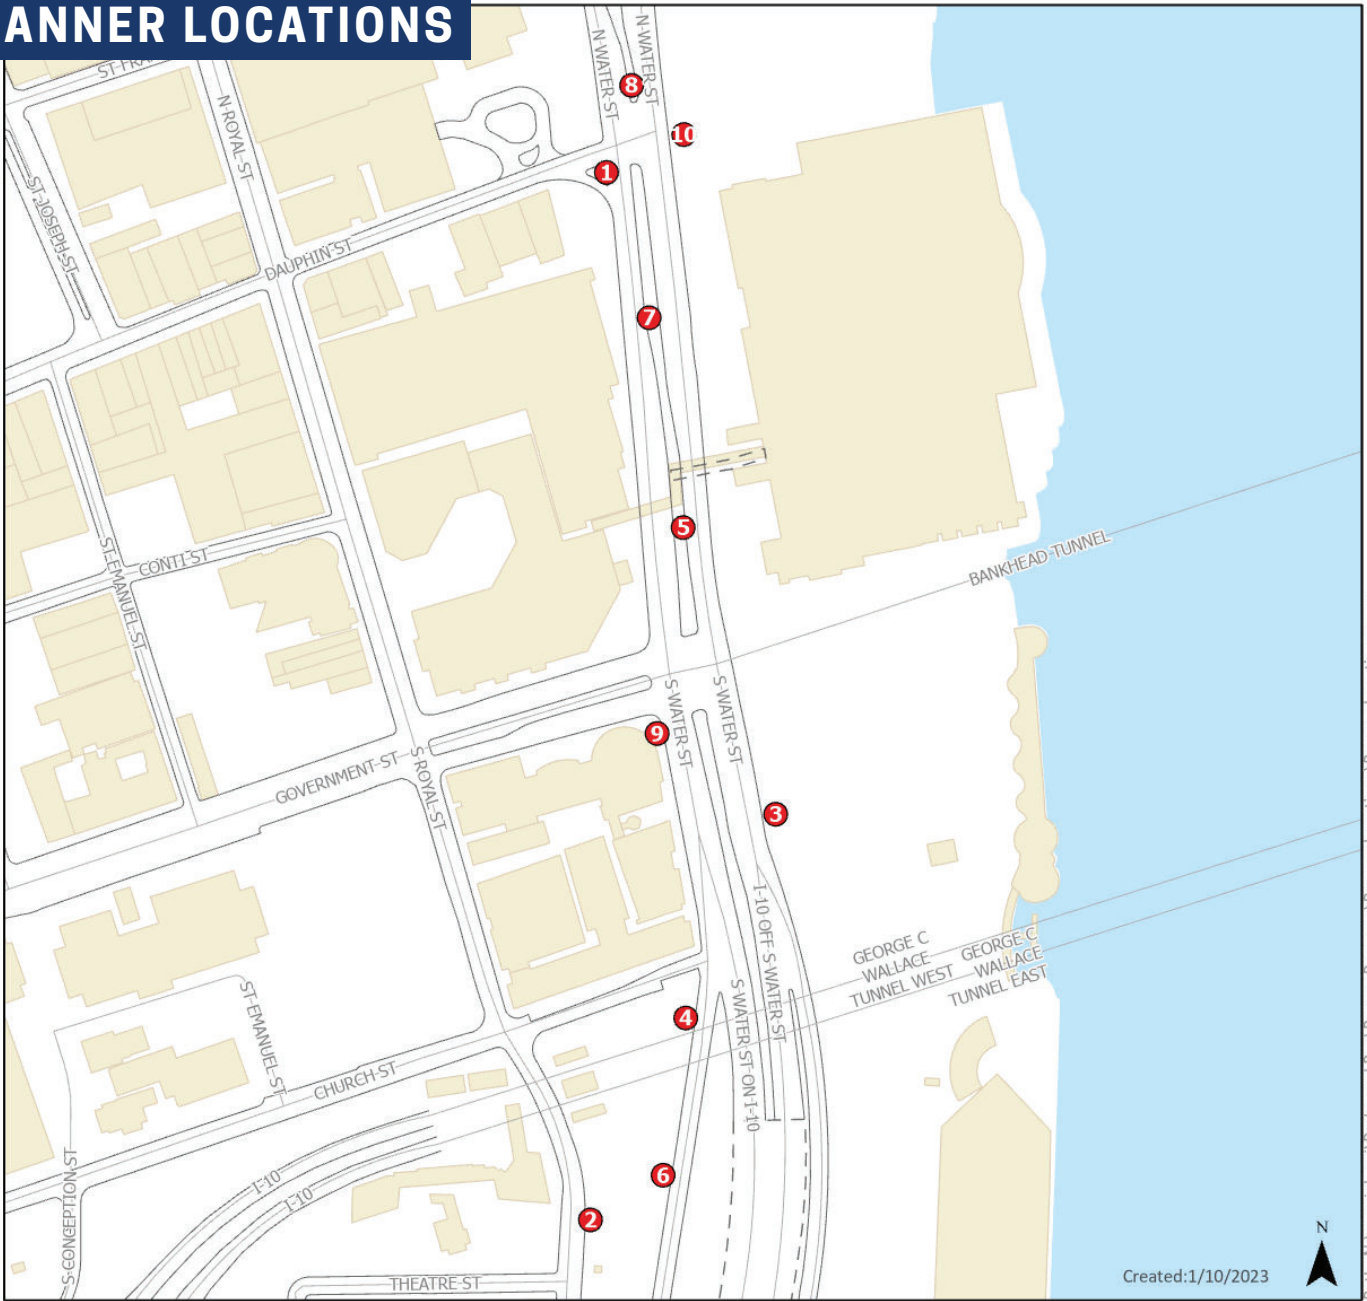 ANNER LOCATIONS
N WATER ST
N WATER ST
8
10
1
ST FRA
N ROYAL ST
ST JOSEPH ST
DAUPHIN ST
7
5
CONTI ST
ST EMANUEL ST
BANKHEAD TUNNEL
S WATER ST
S WATER ST
9
GOVERNMENT ST
S ROYAL ST
3
I-10 OFF S WATER ST
GEORGE C
WALLACE
TUNNEL WEST
GEORGE C
WALLACE
TUNNEL EAST
S WATER ST ON I-10
4
ST EMANUEL ST
CHURCH ST
6
2
I-10
I-10
S CONCEPTION ST
THEATRE ST
N
Created:1/10/2023